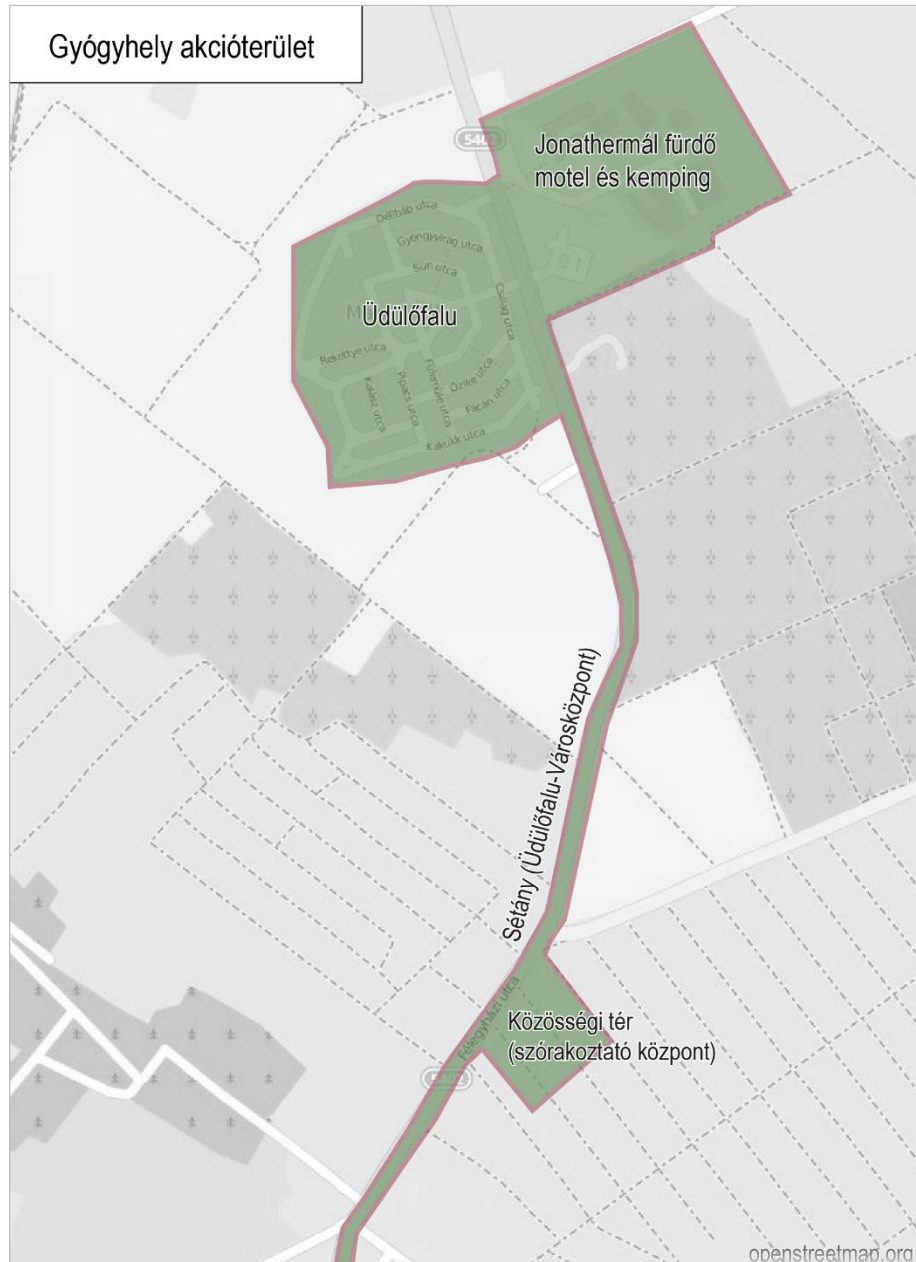 Gyógyhely akcióterület
5402
Jonathermál fürdő
motel és kemping
Délibáb utca
Gyöngyvirág utca
Sün utca
Csillag utca
Üdülőfalu
Rekettye utca
Kalász utca
Pipacs utca
Fülemüle utca
Őzike utca
Fácán utca
Kakukk utca
Sétány (Üdülőfalu-Városközpont)
Félegyházi utca
Közösségi tér
(szórakoztató központ)
5402
openstreetmap.org